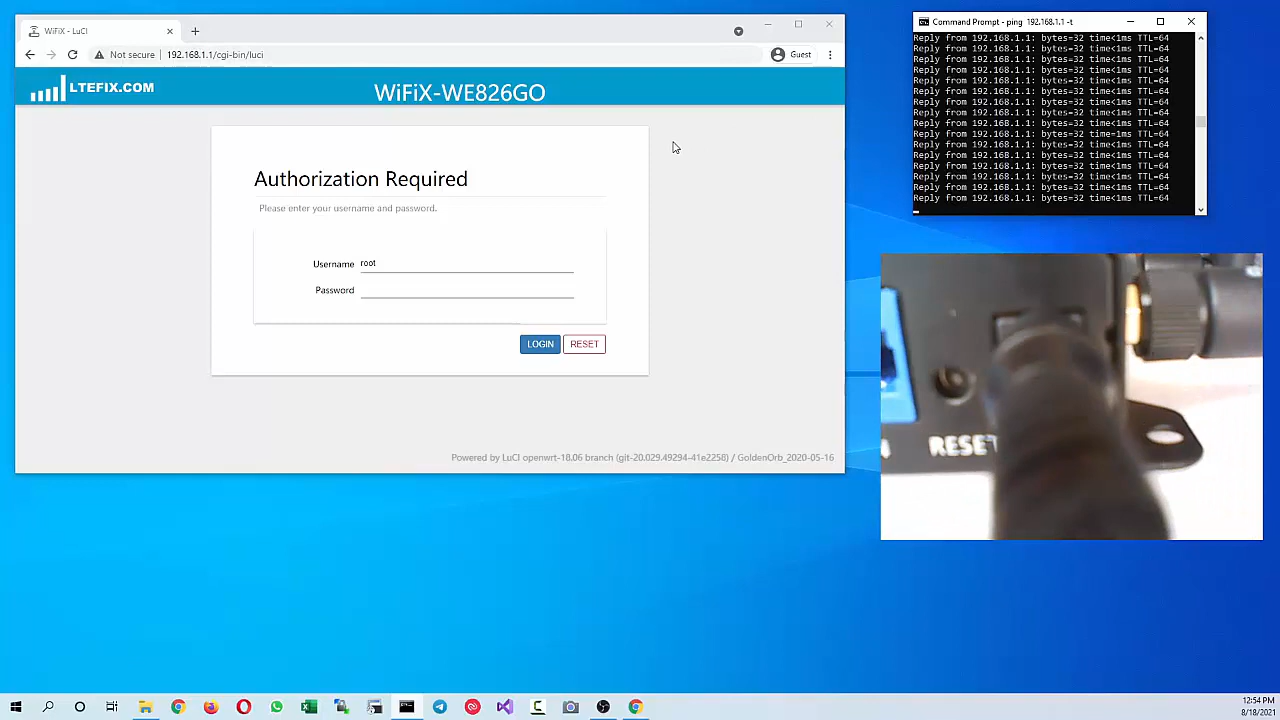 WiFiX - LuCI
Not secure
192.168.1.1/cgi-bin/luci
Guest
LTEFIX.COM
WiFiX-WE826GO
Authorization Required
Please enter your username and password.
Username root
Password
LOGIN RESET
Powered by LuCI openwrt-18.06 branch (git-20.029.49294-41e2258) / GoldenOrb_2020-05-16
Command Prompt - ping 192.168.1.1 -t
Reply from 192.168.1.1: bytes=32 time<1ms TTL=64
Reply from 192.168.1.1: bytes=32 time<1ms TTL=64
Reply from 192.168.1.1: bytes=32 time<1ms TTL=64
Reply from 192.168.1.1: bytes=32 time<1ms TTL=64
Reply from 192.168.1.1: bytes=32 time<1ms TTL=64
Reply from 192.168.1.1: bytes=32 time<1ms TTL=64
Reply from 192.168.1.1: bytes=32 time<1ms TTL=64
Reply from 192.168.1.1: bytes=32 time<1ms TTL=64
Reply from 192.168.1.1: bytes=32 time<1ms TTL=64
Reply from 192.168.1.1: bytes=32 time=1ms TTL=64
Reply from 192.168.1.1: bytes=32 time<1ms TTL=64
Reply from 192.168.1.1: bytes=32 time<1ms TTL=64
Reply from 192.168.1.1: bytes=32 time<1ms TTL=64
Reply from 192.168.1.1: bytes=32 time<1ms TTL=64
Reply from 192.168.1.1: bytes=32 time<1ms TTL=64
Reply from 192.168.1.1: bytes=32 time<1ms TTL=64
RESET
12:54 PM
8/18/2021